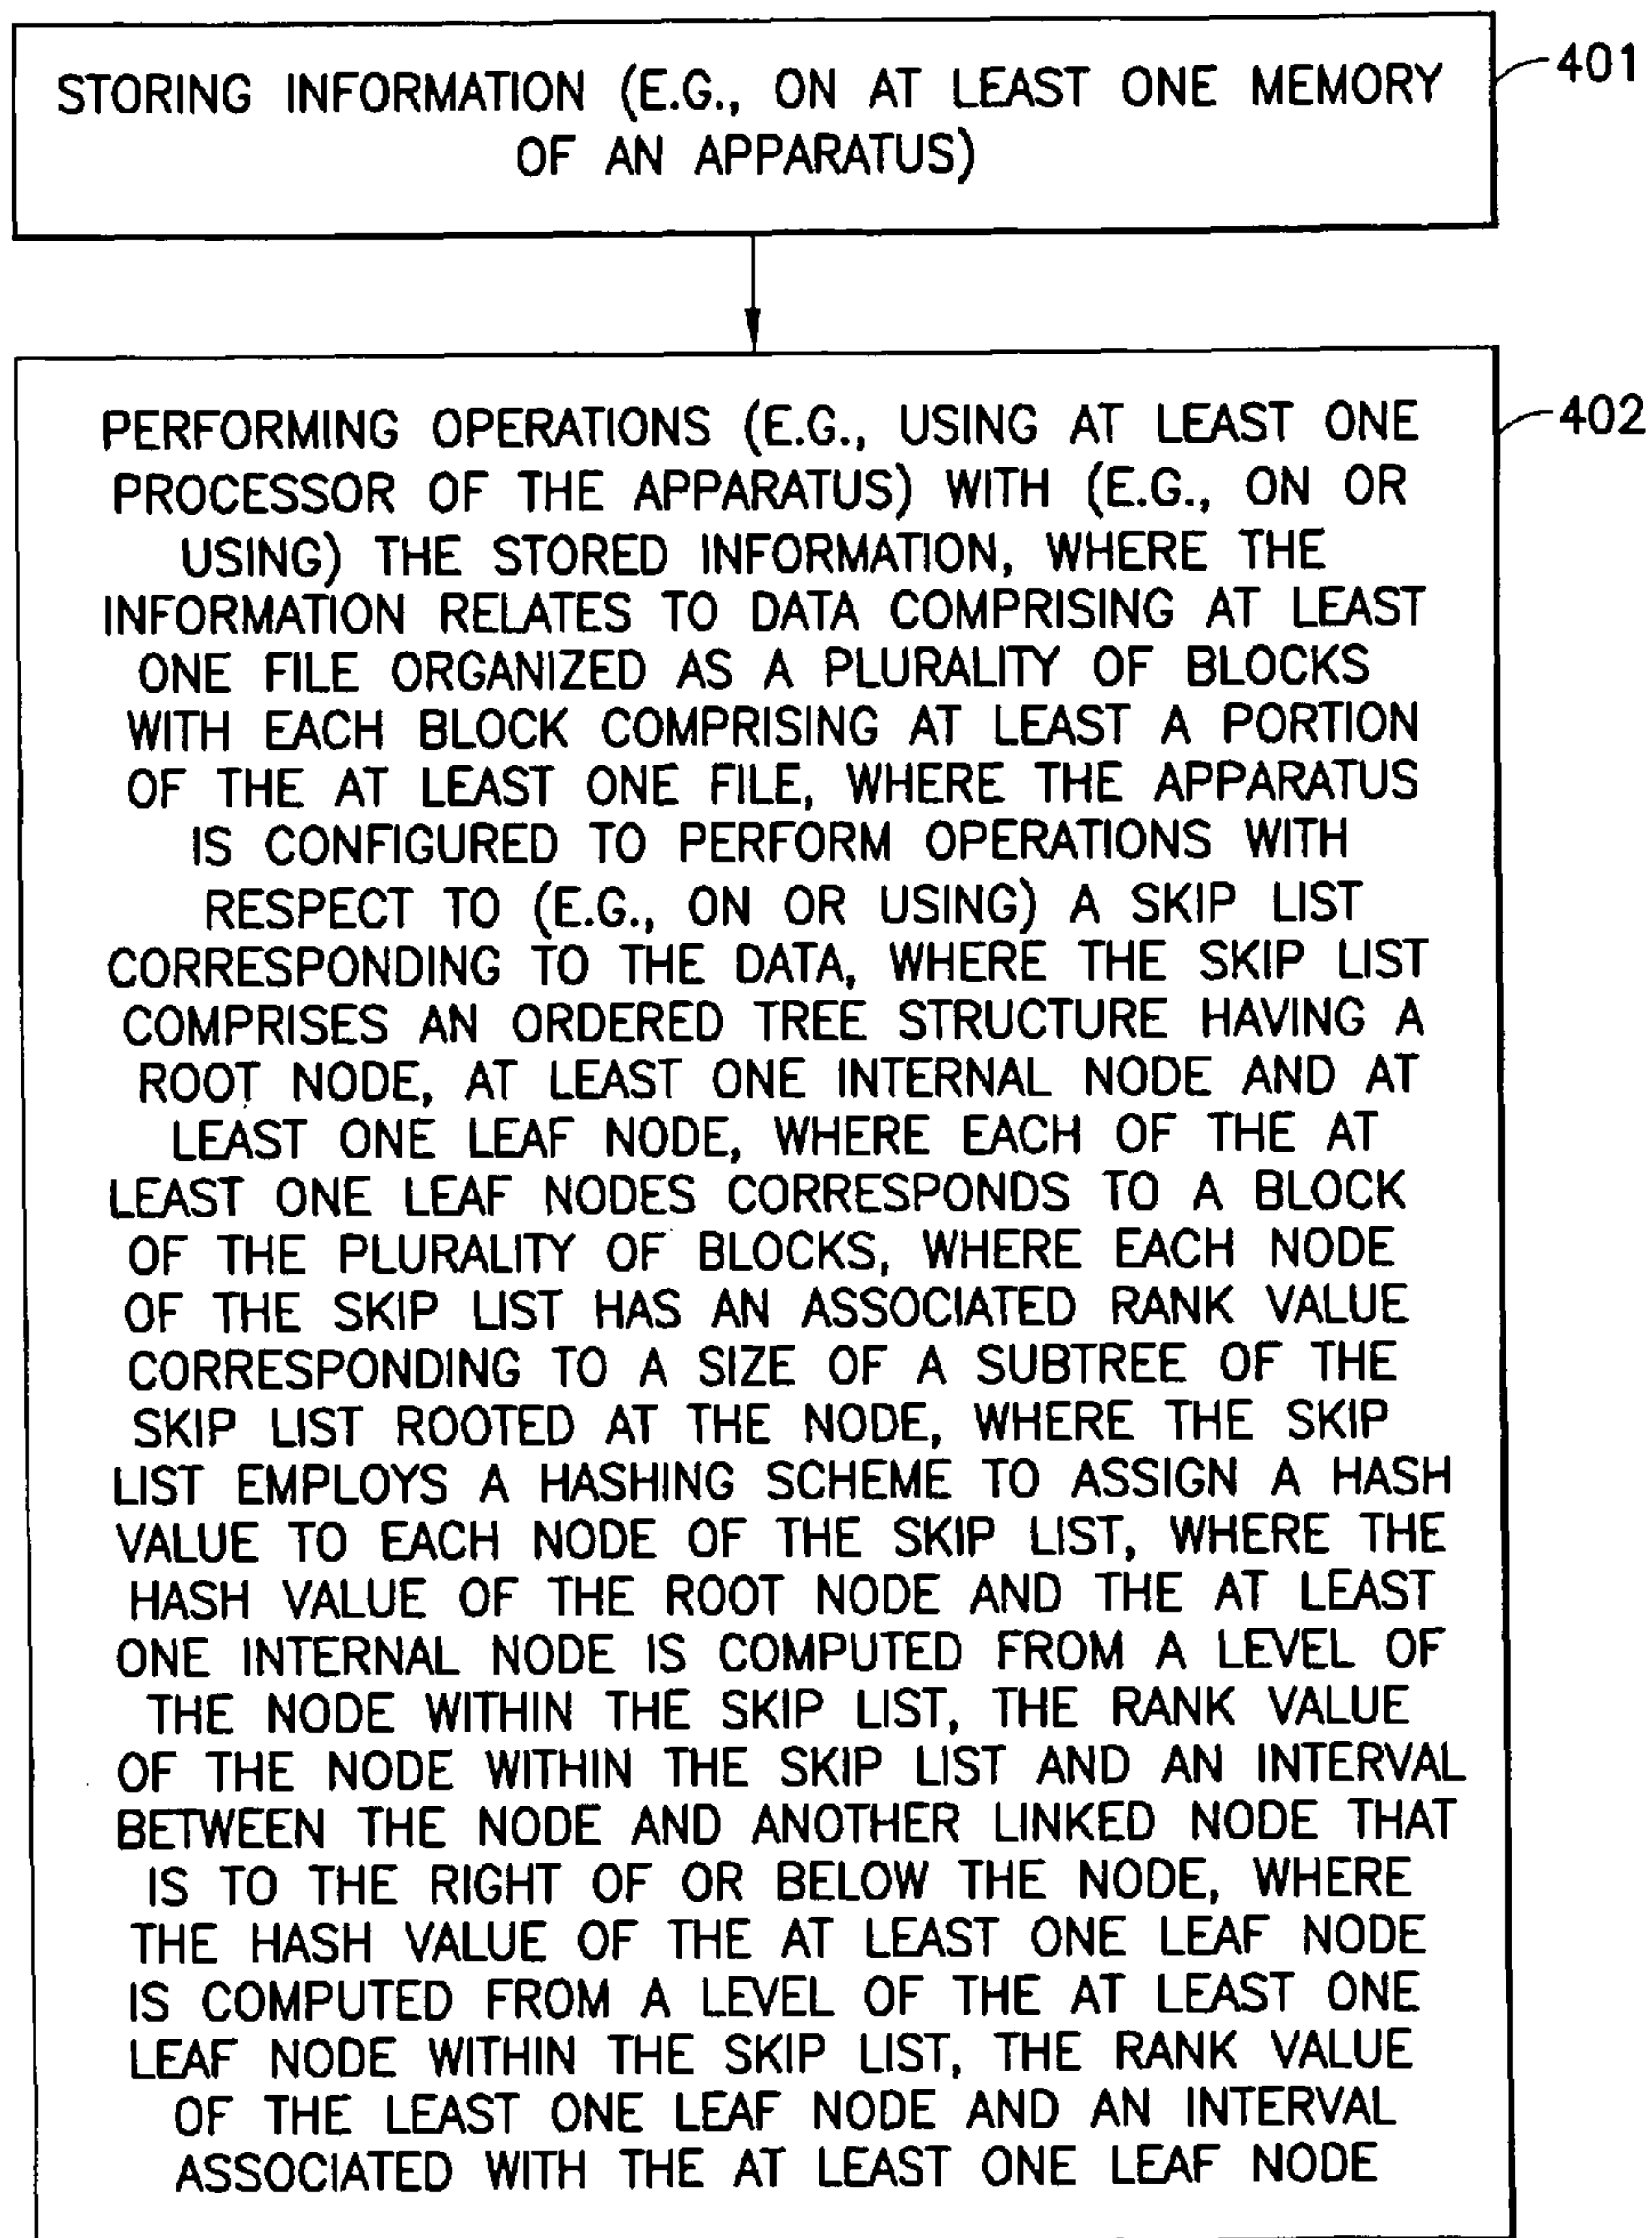 STORING INFORMATION (E.G., ON AT LEAST ONE MEMORY
OF AN APPARATUS)
401
PERFORMING OPERATIONS (E.G., USING AT LEAST ONE
PROCESSOR OF THE APPARATUS) WITH (E.G., ON OR
USING) THE STORED INFORMATION, WHERE THE
INFORMATION RELATES TO DATA COMPRISING AT LEAST
ONE FILE ORGANIZED AS A PLURALITY OF BLOCKS
WITH EACH BLOCK COMPRISING AT LEAST A PORTION
OF THE AT LEAST ONE FILE, WHERE THE APPARATUS
IS CONFIGURED TO PERFORM OPERATIONS WITH
RESPECT TO (E.G., ON OR USING) A SKIP LIST
CORRESPONDING TO THE DATA, WHERE THE SKIP LIST
COMPRISES AN ORDERED TREE STRUCTURE HAVING A
ROOT NODE, AT LEAST ONE INTERNAL NODE AND AT
LEAST ONE LEAF NODE, WHERE EACH OF THE AT
LEAST ONE LEAF NODES CORRESPONDS TO A BLOCK
OF THE PLURALITY OF BLOCKS, WHERE EACH NODE
OF THE SKIP LIST HAS AN ASSOCIATED RANK VALUE
CORRESPONDING TO A SIZE OF A SUBTREE OF THE
SKIP LIST ROOTED AT THE NODE, WHERE THE SKIP
LIST EMPLOYS A HASHING SCHEME TO ASSIGN A HASH
VALUE TO EACH NODE OF THE SKIP LIST, WHERE THE
HASH VALUE OF THE ROOT NODE AND THE AT LEAST
ONE INTERNAL NODE IS COMPUTED FROM A LEVEL OF
THE NODE WITHIN THE SKIP LIST, THE RANK VALUE
OF THE NODE WITHIN THE SKIP LIST AND AN INTERVAL
BETWEEN THE NODE AND ANOTHER LINKED NODE THAT
IS TO THE RIGHT OF OR BELOW THE NODE, WHERE
THE HASH VALUE OF THE AT LEAST ONE LEAF NODE
IS COMPUTED FROM A LEVEL OF THE AT LEAST ONE
LEAF NODE WITHIN THE SKIP LIST, THE RANK VALUE
OF THE LEAST ONE LEAF NODE AND AN INTERVAL
ASSOCIATED WITH THE AT LEAST ONE LEAF NODE
402